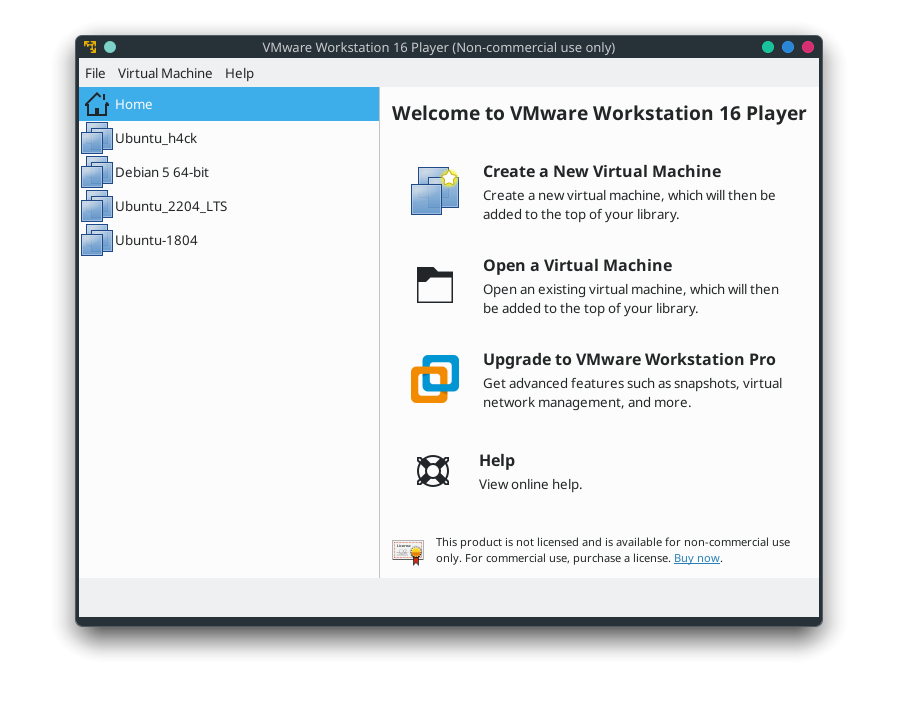 VMware Workstation 16 Player (Non-commercial use only)
File Virtual Machine Help
Home
Ubuntu_h4ck
Debian 5 64-bit
Ubuntu_2204_LTS
Ubuntu-1804
Welcome to VMware Workstation 16 Player
Create a New Virtual Machine
Create a new virtual machine, which will then
be added to the top of your library.
Open a Virtual Machine
Open an existing virtual machine, which will then
be added to the top of your library.
Upgrade to VMware Workstation Pro
Get advanced features such as snapshots, virtual
network management, and more.
Help
View online help.
This product is not licensed and is available for non-commercial use
only. For commercial use, purchase a license. Buy now.